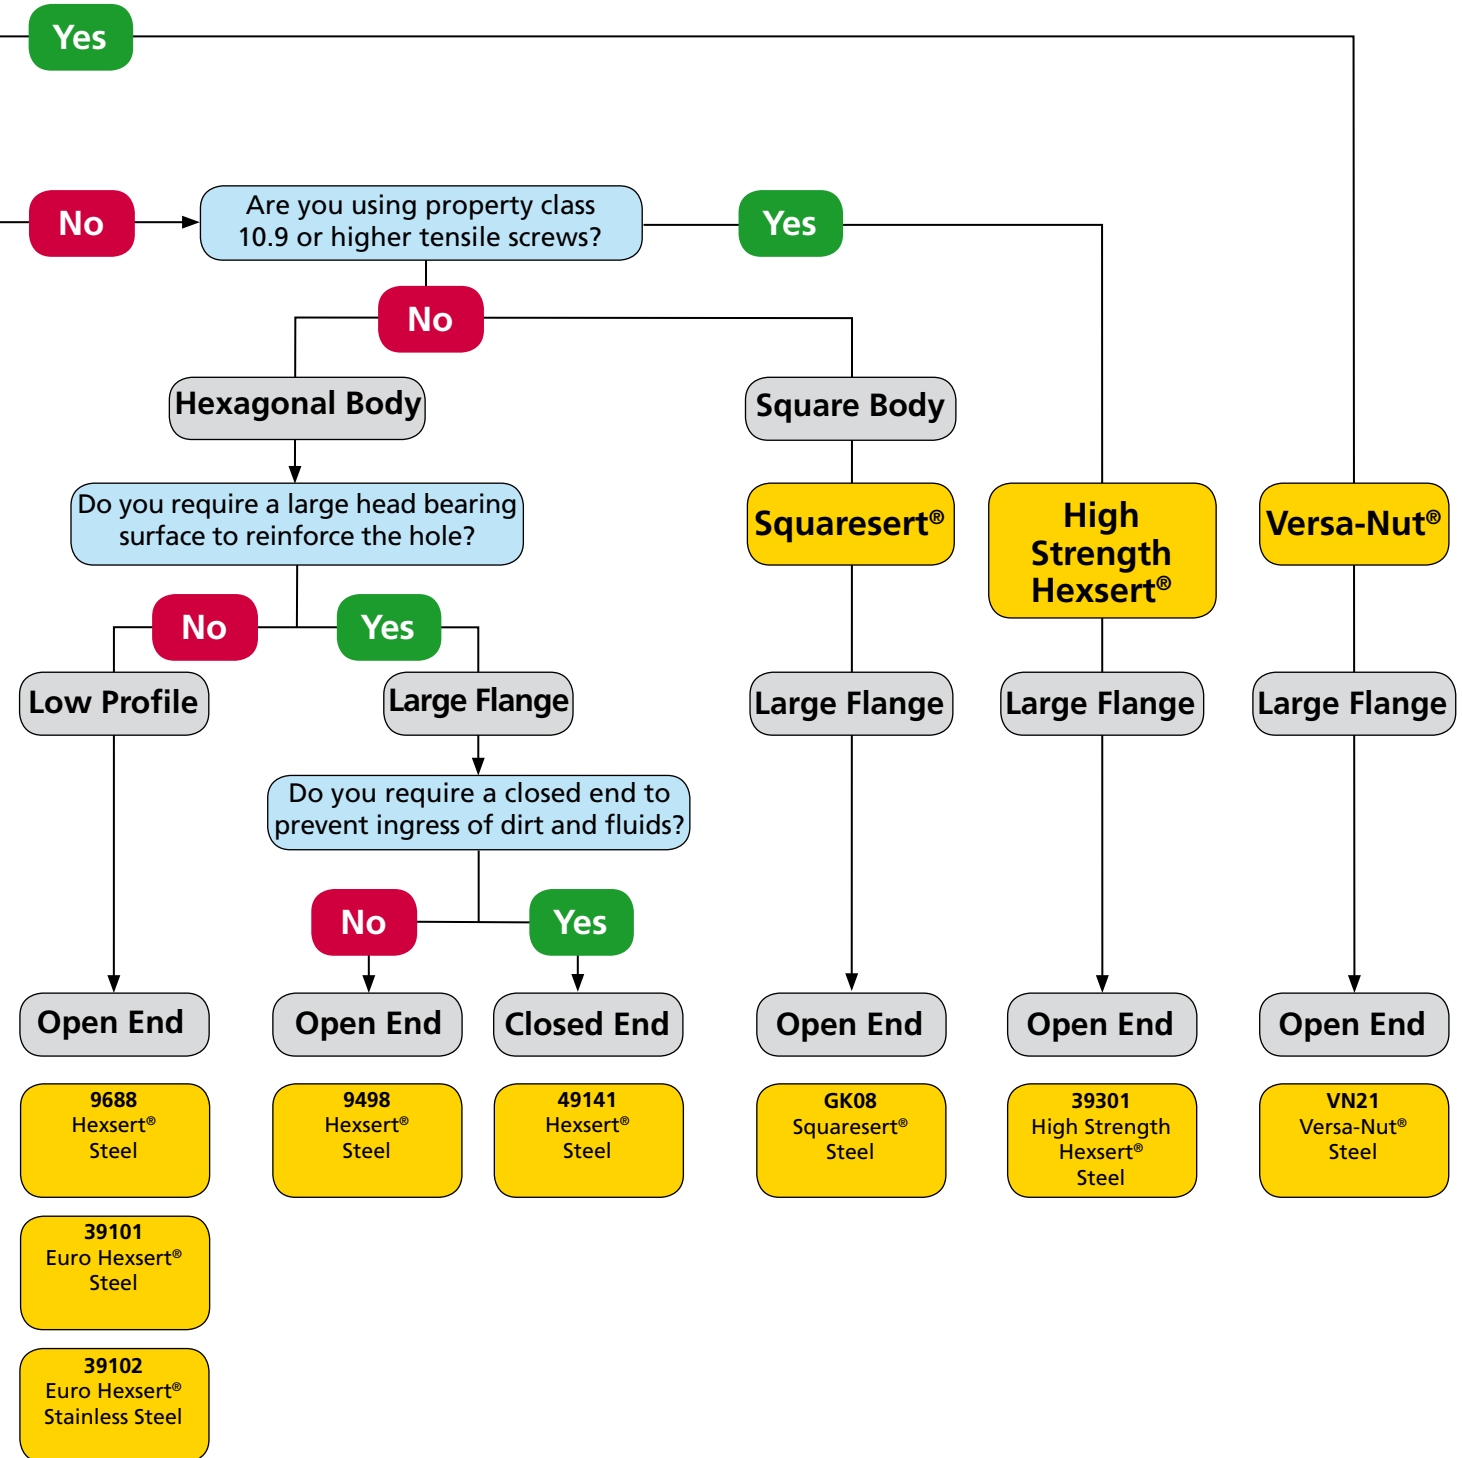 Yes
No
Are you using property class
10.9 or higher tensile screws?
Yes
No
Hexagonal Body
Square Body
Do you require a large head bearing
surface to reinforce the hole?
Squaresert®
High
Strength
Hexsert®
Versa-Nut®
No
Yes
Low Profile
Large Flange
Large Flange
Large Flange
Large Flange
Do you require a closed end to
prevent ingress of dirt and fluids?
No
Yes
Open End
Open End
Closed End
Open End
Open End
Open End
9688
Hexsert®
Steel
9498
Hexsert®
Steel
49141
Hexsert®
Steel
GK08
Squaresert®
Steel
39301
High Strength
Hexsert®
Steel
VN21
Versa-Nut®
Steel
39101
Euro Hexsert®
Steel
39102
Euro Hexsert®
Stainless Steel